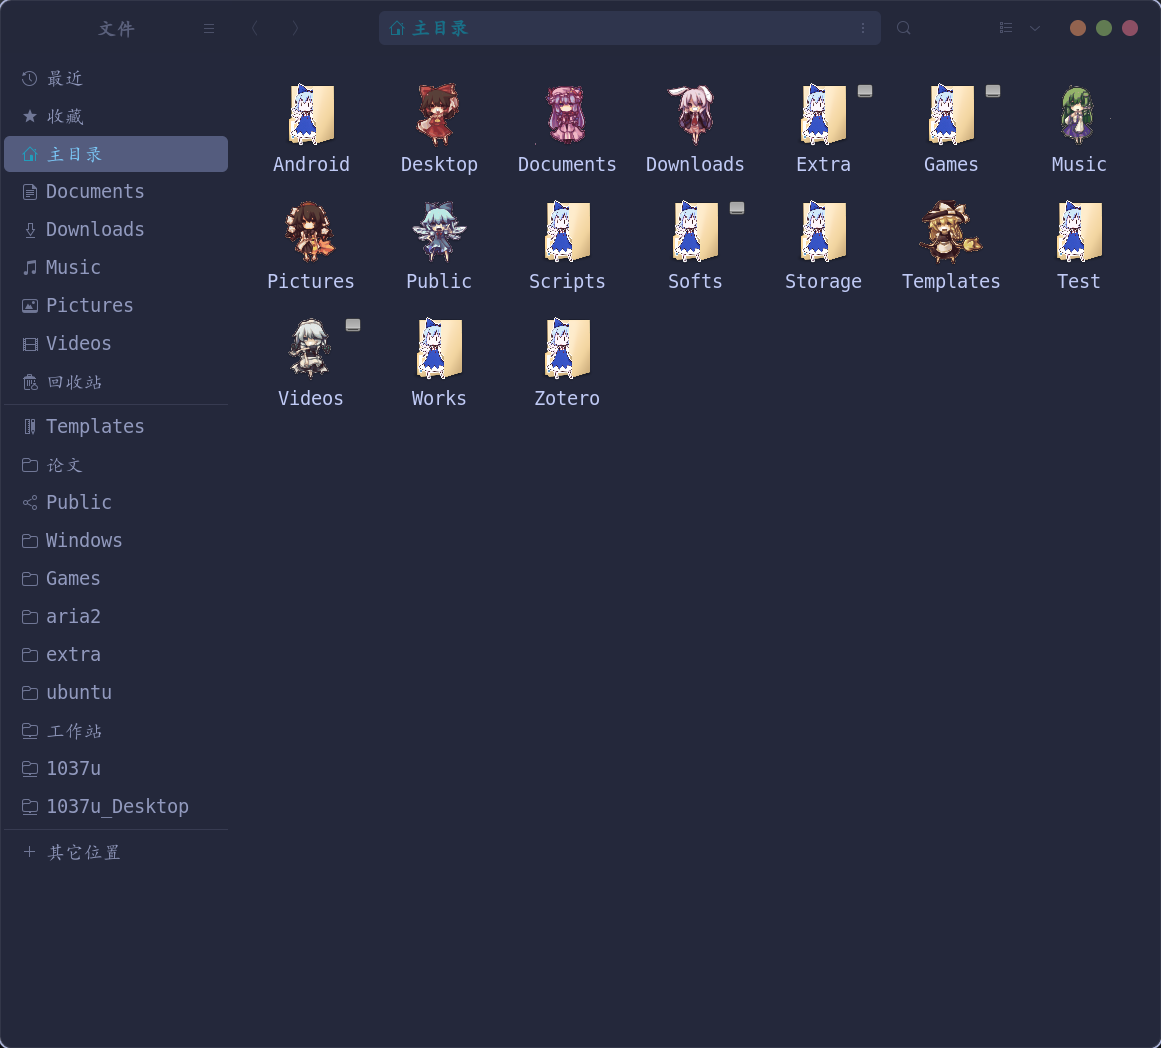 文件
主目录
最近
收藏
主目录
Documents
Downloads
Music
Pictures
Videos
回收站
Templates
论文
Public
Windows
Games
aria2
extra
ubuntu
工作站
1037u
1037u_Desktop
其它位置
Android Desktop Documents Downloads Extra Games Music
Pictures Public Scripts Softs Storage Templates Test
Videos Works Zotero